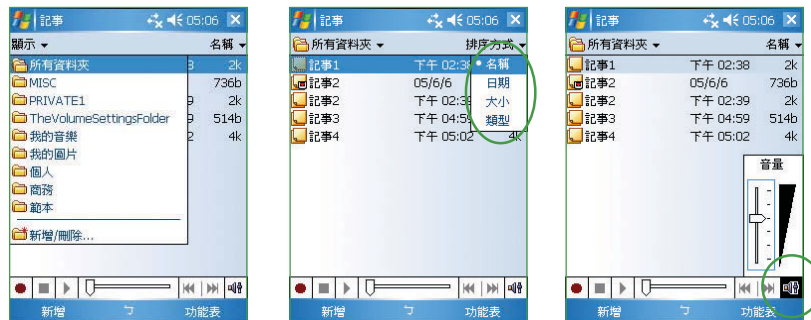 記事 05:06
顯示 名稱
所有資料夾 3 2k
MISC 736b
PRIVATE1 9 2k
TheVolumeSettingsFolder 9 514b
我的音樂 2 4k
我的圖片
個人
商務
範本
新增/刪除...
新增 ㄅ 功能表
記事 05:06
所有資料夾 排序方式
記事1 下午 02:38 名稱
記事2 05/6/6 日期
記事2 下午 02:39 大小
記事3 下午 04:59 類型
記事4 下午 05:02 4k
新增 ㄅ 功能表
記事 05:06
所有資料夾 名稱
記事1 下午 02:38 2k
記事2 05/6/6 736b
記事2 下午 02:39 2k
記事3 下午 04:59 514b
記事4 下午 05:02 4k
音量
新增 ㄅ 功能表